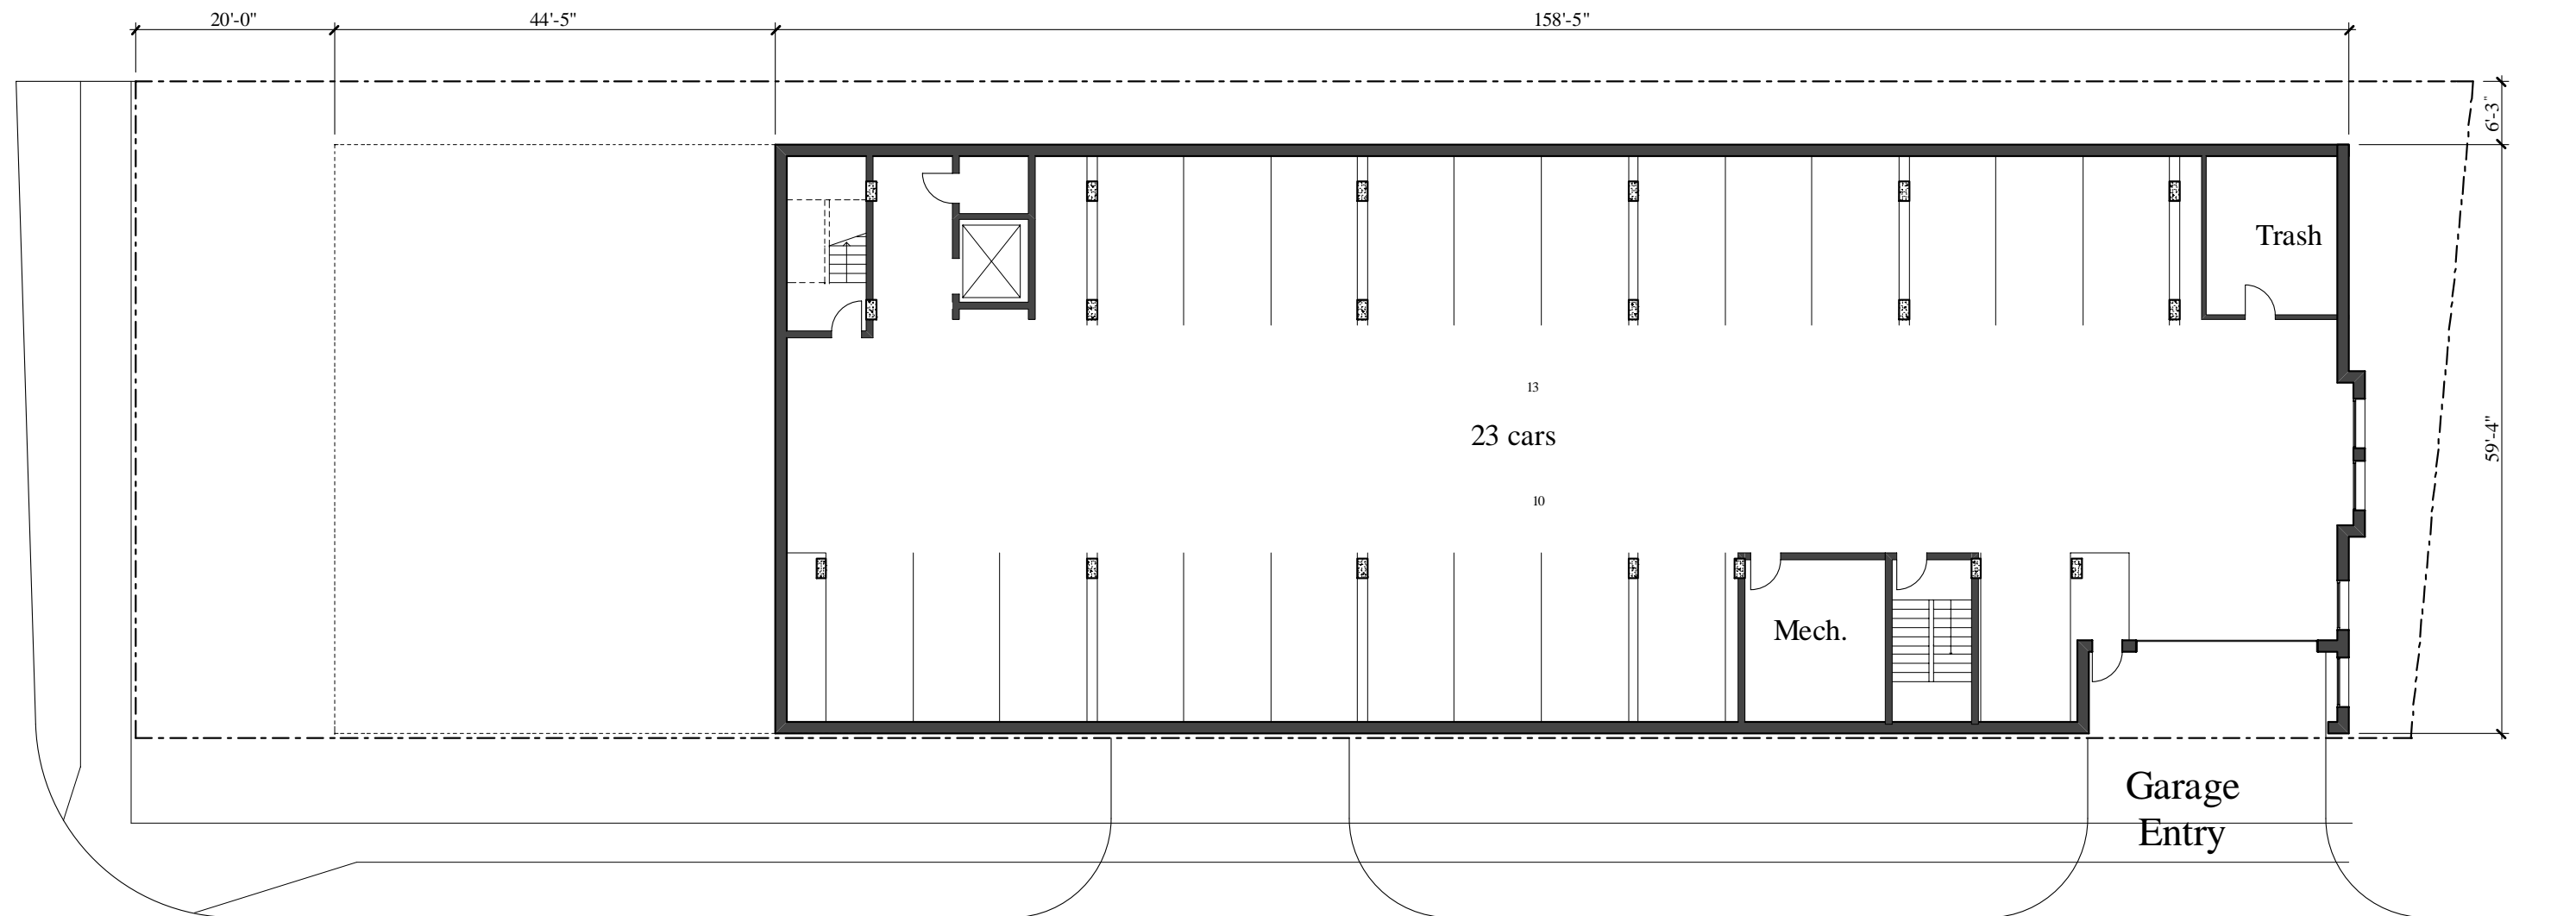 20'-0"
44'-5"
158'-5"
6'-3"
Trash
13
23 cars
59'-4"
10
Mech.
Garage
Entry